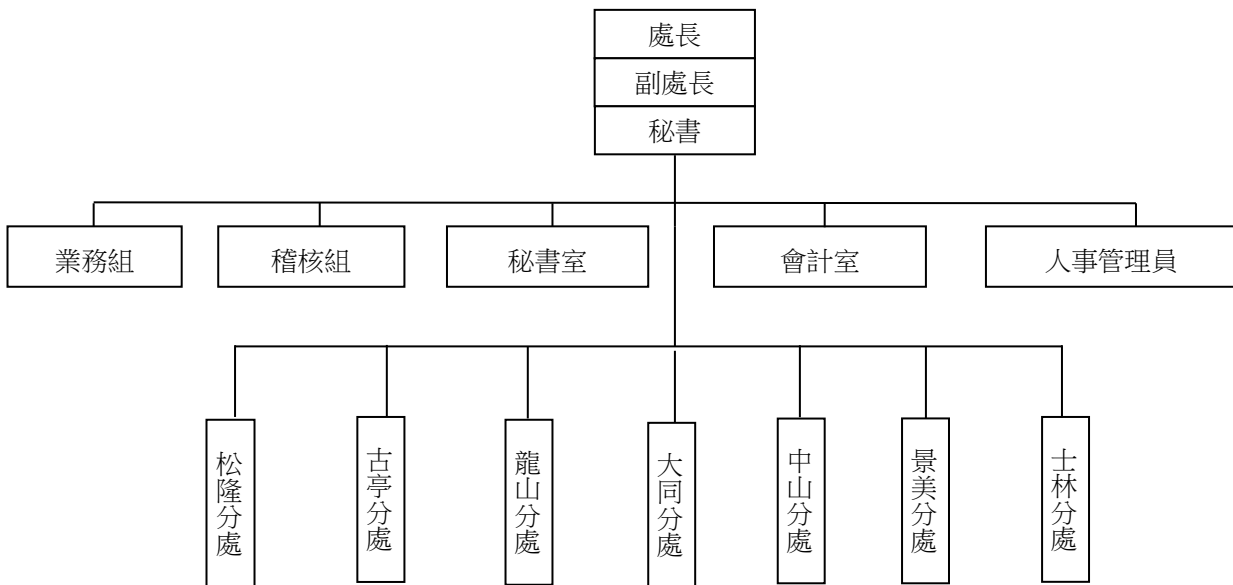 處長
副處長
秘書
業務組
稽核組
秘書室
會計室
人事管理員
松隆分處
古亭分處
龍山分處
大同分處
中山分處
景美分處
士林分處